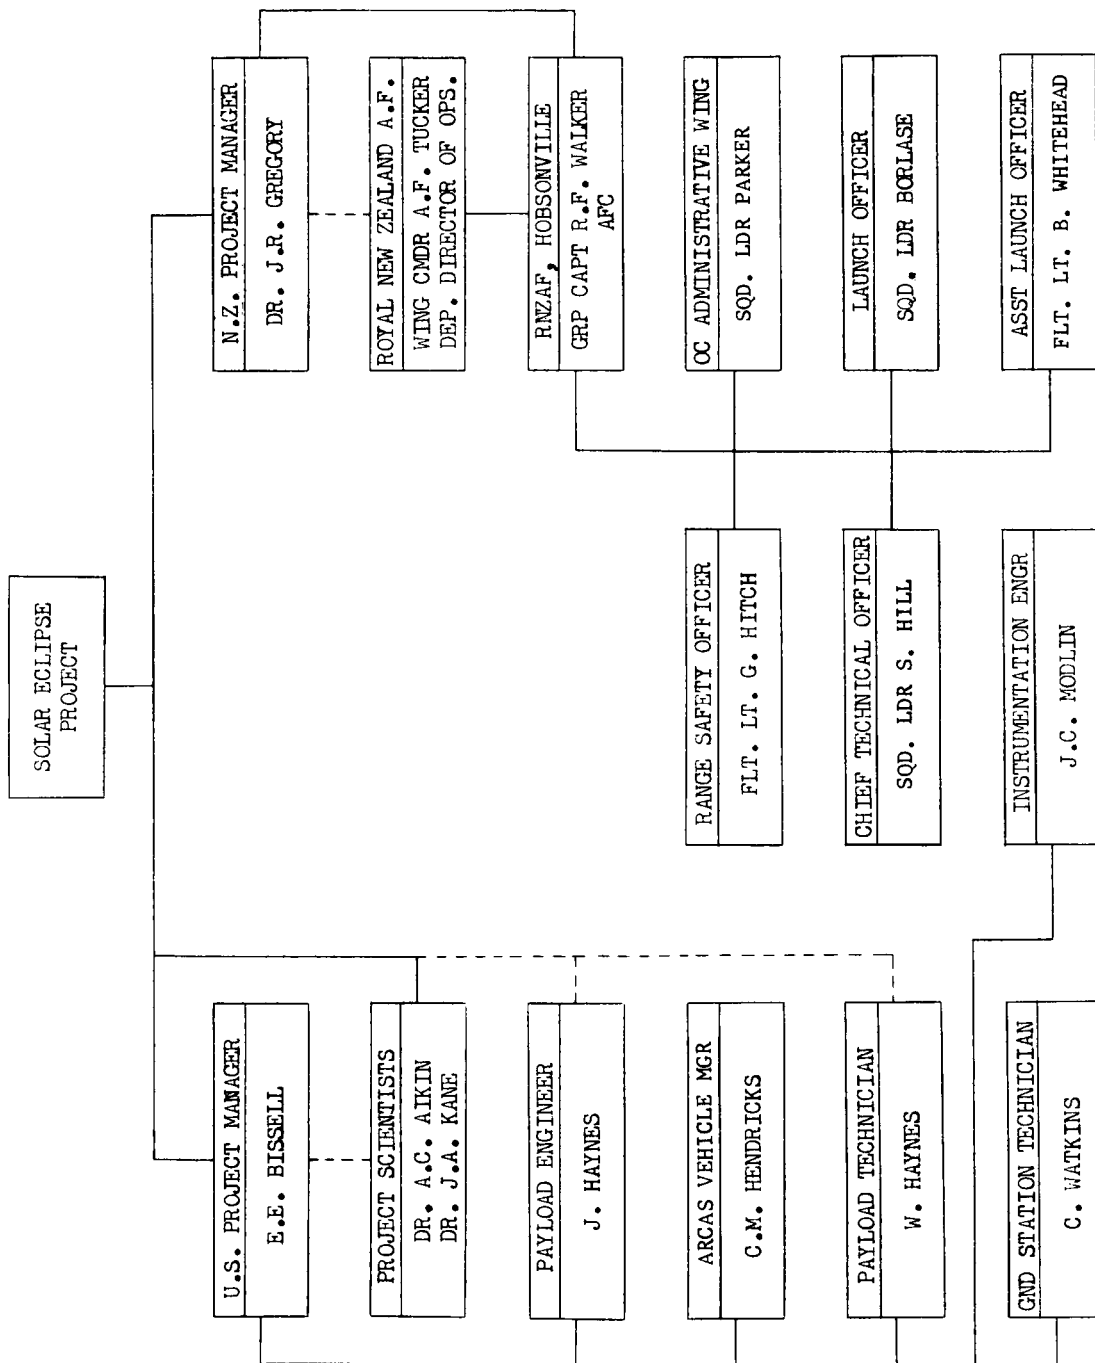 SOLAR ECLIPSE
PROJECT
U.S. PROJECT MANAGER
E.E. BISSELL
PROJECT SCIENTISTS
DR. A.C. AIKIN
DR. J.A. KANE
PAYLOAD ENGINEER
J. HAYNES
ARCAS VEHICLE MGR
C.M. HENDRICKS
PAYLOAD TECHNICIAN
W. HAYNES
GND STATION TECHNICIAN
C. WATKINS
INSTRUMENTATION ENGR
J.C. MODLIN
N.Z. PROJECT MANAGER
DR. J.R. GREGORY
ROYAL NEW ZEALAND A.F.
WING CMDR A.F. TUCKER
DEP. DIRECTOR OF OPS.
RNZAF, HOBSONVILLE
GRP CAPT R.F. WALKER
AFC
RANGE SAFETY OFFICER
FLT. LT. G. HITCH
OC ADMINISTRATIVE WING
SQD. LDR PARKER
CHIEF TECHNICAL OFFICER
SQD. LDR S. HILL
LAUNCH OFFICER
SQD. LDR BORLASE
ASST LAUNCH OFFICER
FLT. LT. B. WHITEHEAD